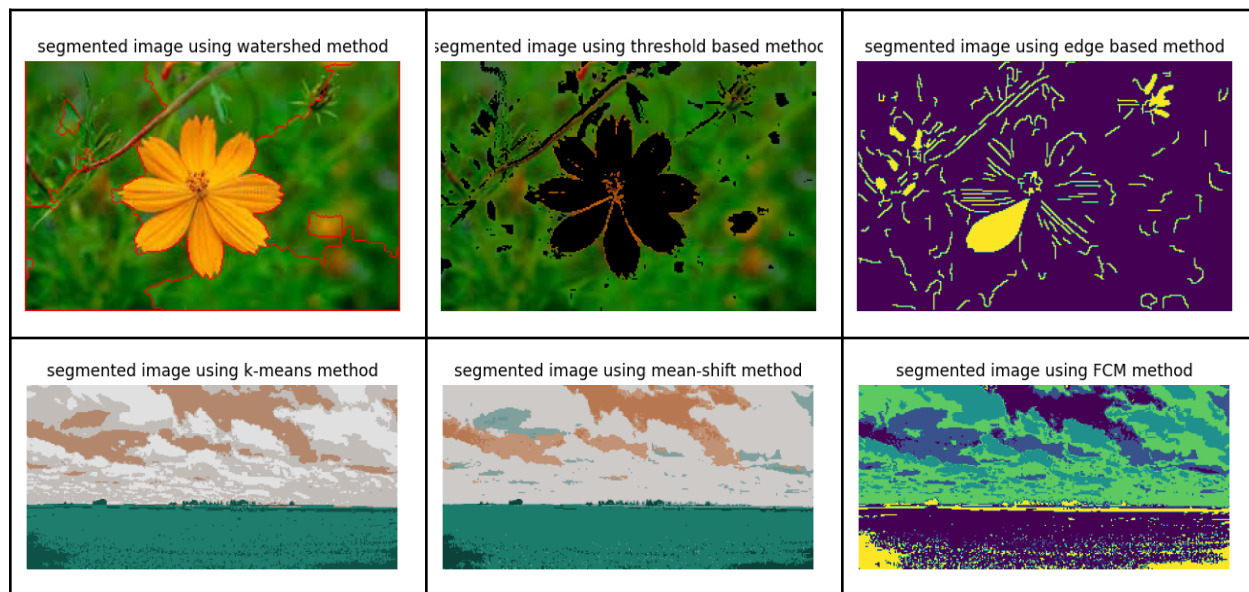 segmented image using watershed method
segmented image using threshold based method
segmented image using edge based method
segmented image using k-means method
segmented image using mean-shift method
segmented image using FCM method